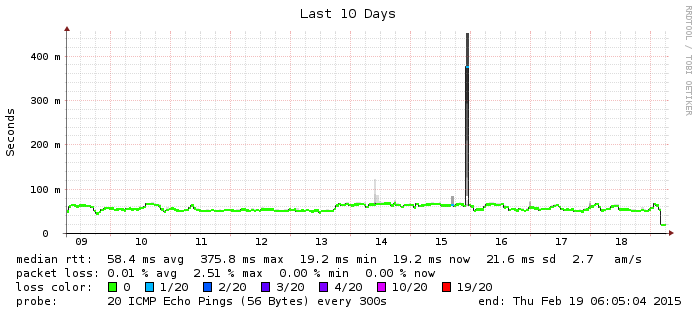 Last 10 Days
RRDTOOL / TOBI OETIKER
Seconds
400 m
300 m
200 m
100 m
0
09 10 11 12 13 14 15 16 17 18
median rtt: 58.4 ms avg 375.8 ms max 19.2 ms min 19.2 ms now 21.6 ms sd 2.7 am/s
packet loss: 0.01 % avg 2.51 % max 0.00 % min 0.00 % now
loss color: 0 1/20 2/20 3/20 4/20 10/20 19/20
probe: 20 ICMP Echo Pings (56 Bytes) every 300s end: Thu Feb 19 06:05:04 2015